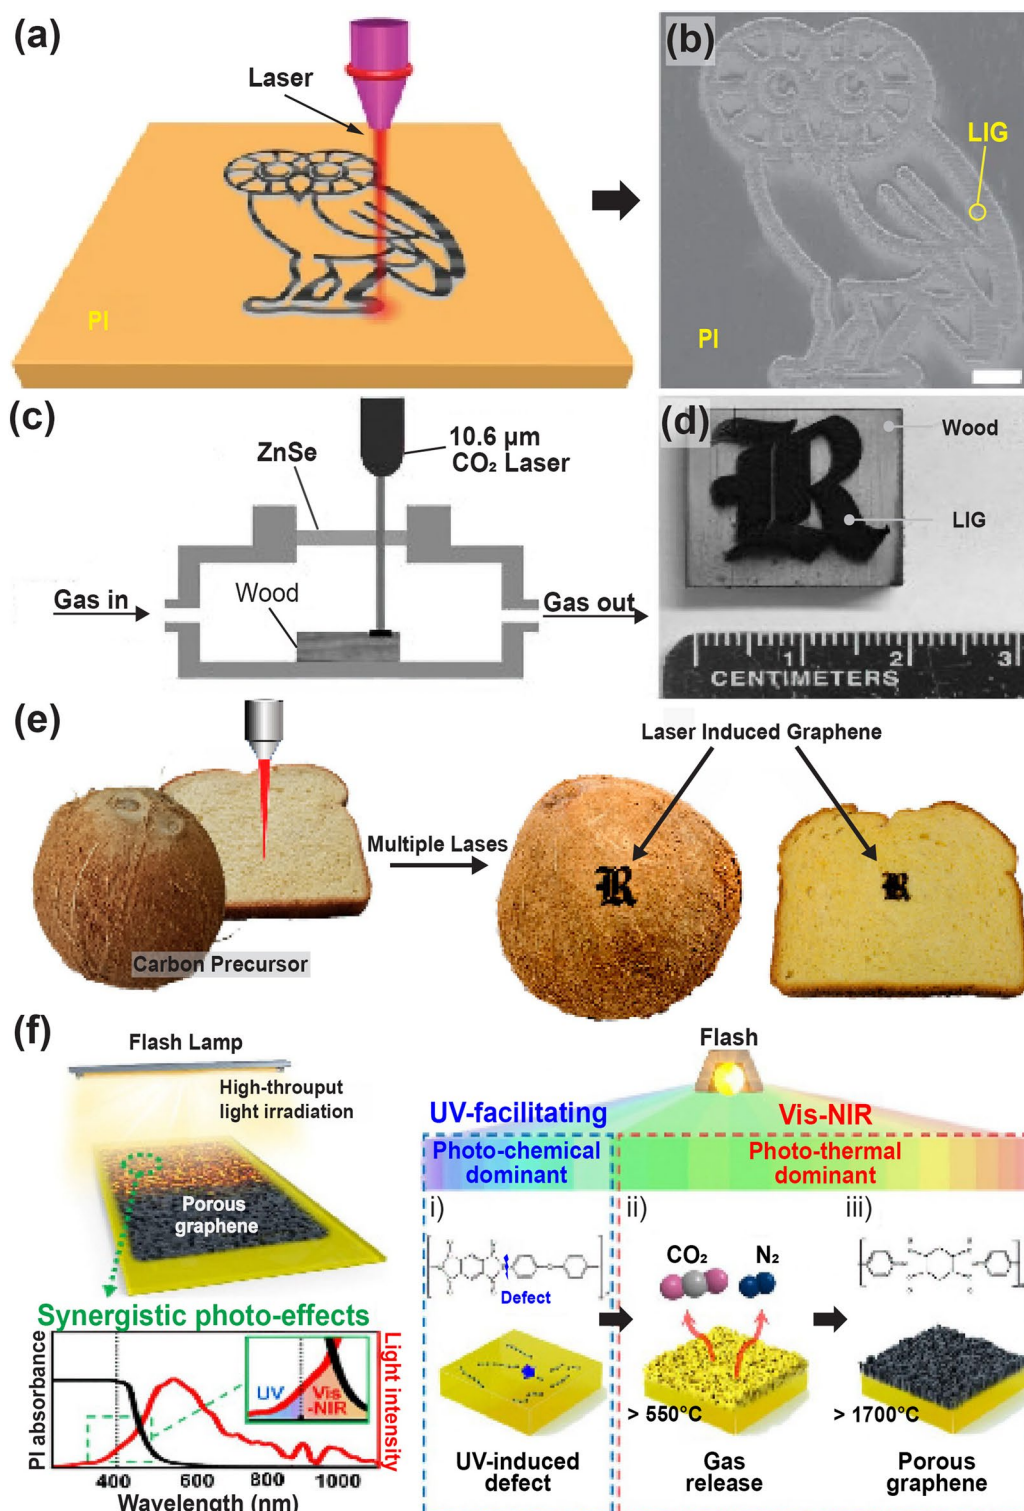 (a)
Laser
PI
(b)
LIG
PI
(c)
ZnSe
10.6 µm
CO₂ Laser
Wood
Gas in
Gas out
(d)
Wood
LIG
1 2 3
CENTIMETERS
(e)
Laser Induced Graphene
Multiple Lases
R
R
Carbon Precursor
(f)
Flash Lamp
High-throuput
light irradiation
Porous
graphene
Synergistic photo-effects
PI absorbance
Light intensity
UV
Vis
-NIR
400 600 800 1000
Wavelength (nm)
Flash
UV-facilitating
Vis-NIR
Photo-chemical
dominant
Photo-thermal
dominant
i)
ii)
iii)
Defect
CO₂
N₂
> 550°C
> 1700°C
UV-induced
defect
Gas
release
Porous
graphene